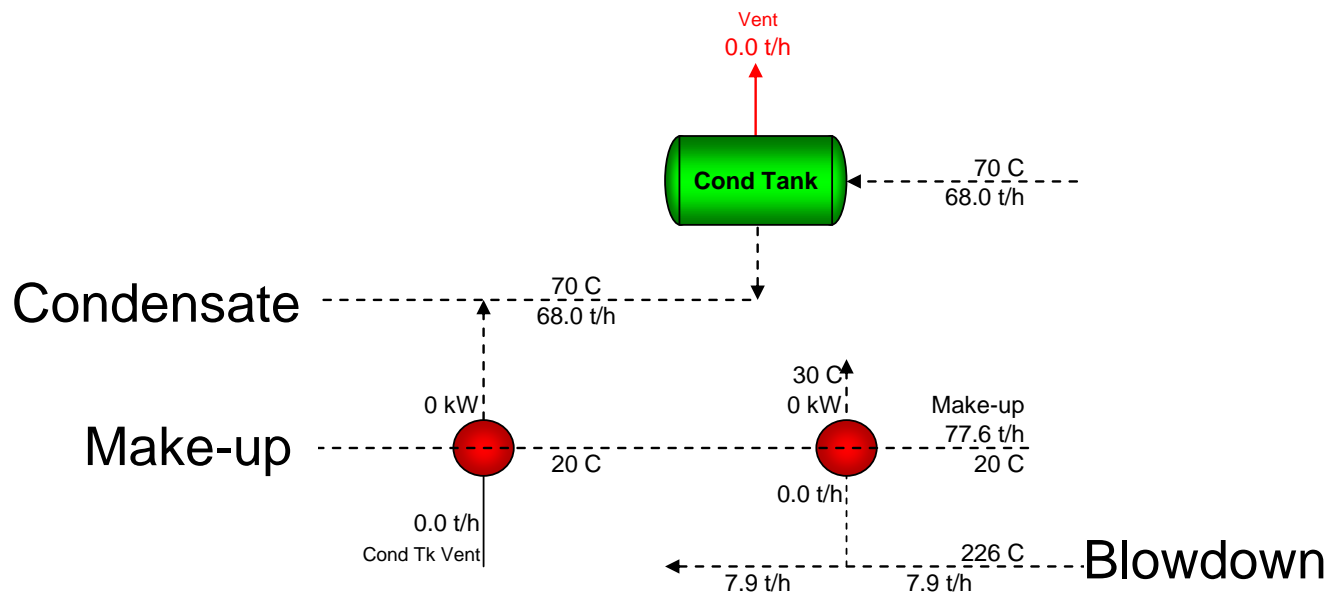 Vent
0.0 t/h
Cond Tank
70 C
68.0 t/h
Condensate
70 C
68.0 t/h
30 C
0 kW
0 kW
Make-up
77.6 t/h
Make-up
20 C
20 C
0.0 t/h
0.0 t/h
Cond Tk Vent
226 C
Blowdown
7.9 t/h
7.9 t/h